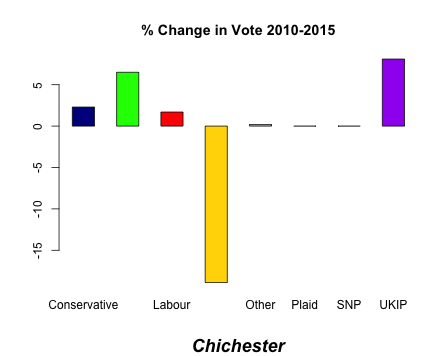 % Change in Vote 2010-2015
5
0
-5
-10
-15
Conservative Labour Other Plaid SNP UKIP
Chichester